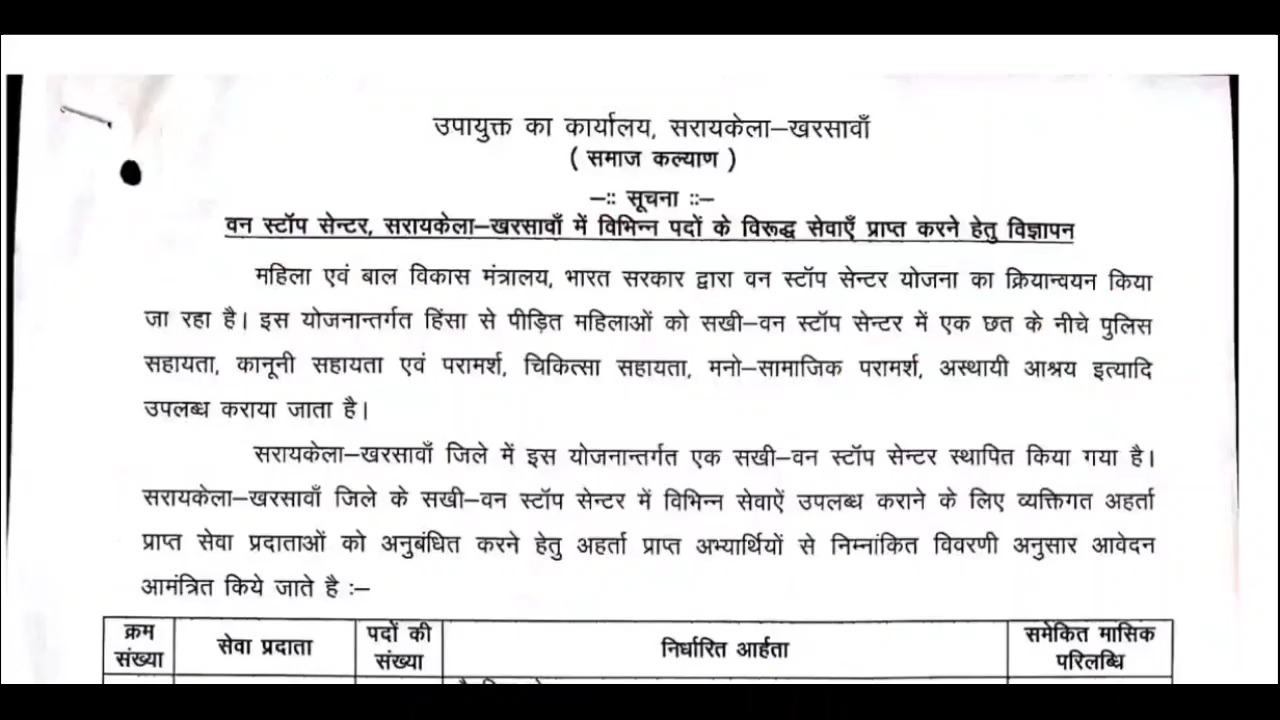 उपायुक्त का कार्यालय, सरायकेला–खरसावाँ
( समाज कल्याण )
–:: सूचना ::–
वन स्टॉप सेन्टर, सरायकेला–खरसावाँ में विभिन्न पदों के विरूद्ध सेवाएँ प्राप्त करने हेतु विज्ञापन
महिला एवं बाल विकास मंत्रालय, भारत सरकार द्वारा वन स्टॉप सेन्टर योजना का क्रियान्वयन किया
जा रहा है। इस योजनान्तर्गत हिंसा से पीड़ित महिलाओं को सखी–वन स्टॉप सेन्टर में एक छत के नीचे पुलिस
सहायता, कानूनी सहायता एवं परामर्श, चिकित्सा सहायता, मनो–सामाजिक परामर्श, अस्थायी आश्रय इत्यादि
उपलब्ध कराया जाता है।
सरायकेला–खरसावाँ जिले में इस योजनान्तर्गत एक सखी–वन स्टॉप सेन्टर स्थापित किया गया है।
सरायकेला–खरसावाँ जिले के सखी–वन स्टॉप सेन्टर में विभिन्न सेवाऐं उपलब्ध कराने के लिए व्यक्तिगत अहर्ता
प्राप्त सेवा प्रदाताओं को अनुबंधित करने हेतु अहर्ता प्राप्त अभ्यार्थियों से निम्नांकित विवरणी अनुसार आवेदन
आमंत्रित किये जाते है :–
क्रम संख्या सेवा प्रदाता पदों की संख्या निर्धारित आर्हता समेकित मासिक परिलब्धि